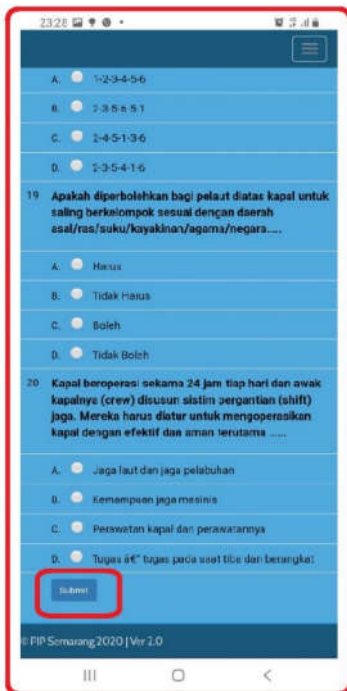 23:28
A. 1-2-3-4-5-6
B. 2-3-5-6-5-1
C. 2-4-5-1-3-6
D. 2-3-5-4-1-6
19 Apakah diperbolehkan bagi pelaut diatas kapal untuk
saling berkelompok sesuai dengan daerah
asal/ras/suku/kayakinan/agama/negara.....
A. Harus
B. Tidak Harus
C. Boleh
D. Tidak Boleh
20 Kapal beroperasi sekama 24 jam tiap hari dan awak
kapalnya (crew) disusun sistim pergantian (shift)
jaga. Mereka harus diatur untuk mengoperasikan
kapal dengan efektif dan aman terutama ......
A. Jaga laut dan jaga pelabuhan
B. Kemampuan jaga masinis
C. Perawatan kapal dan perawatannya
D. Tugas â€" tugas pada saat tiba dan berangkat
Submit
© PIP Semarang 2020 | Ver 2.0